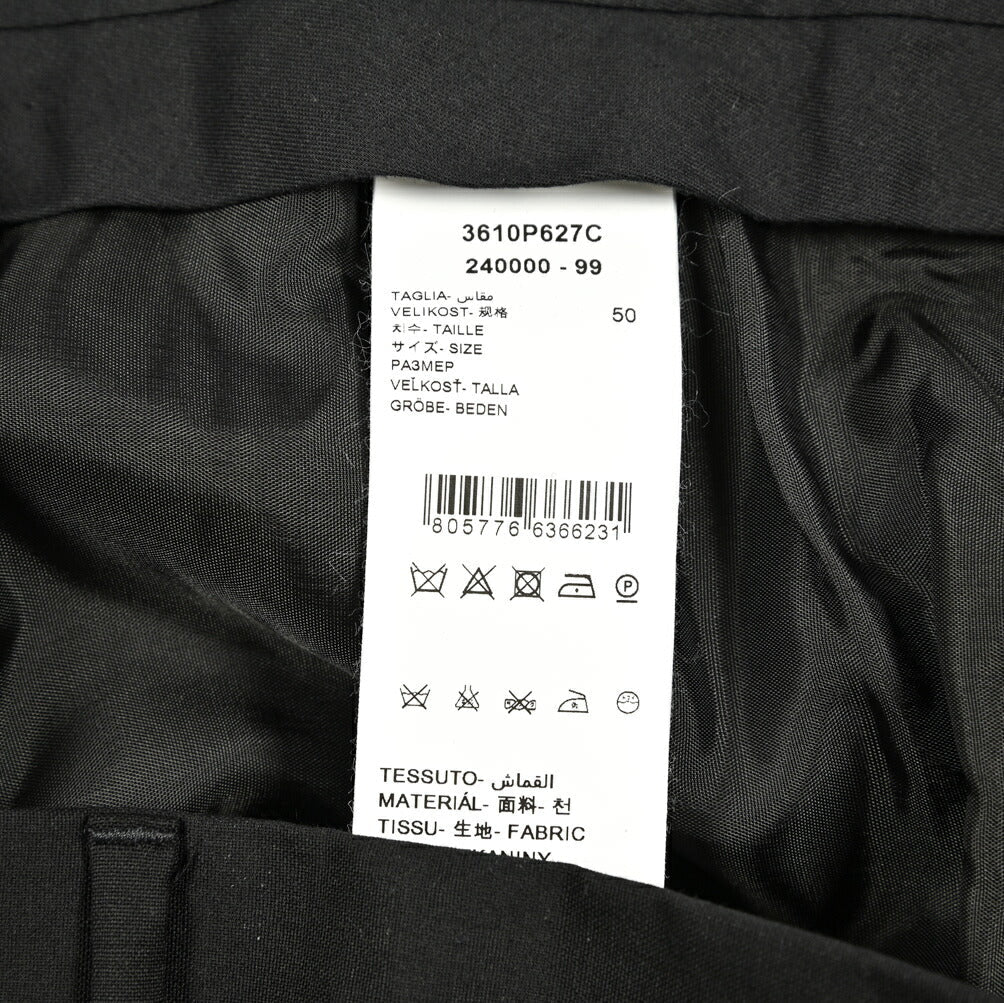 3610P627C
240000 - 99
TAGLIA- مقاس
VELIKOST- 规格
치수- TAILLE
サイズ- SIZE
РАЗМЕР
VEĽKOSŤ- TALLA
GRÖBE- BEDEN
50
805776 6366231
P
TESSUTO- القماش
MATERIÁL- 面料- 천
TISSU- 生地- FABRIC